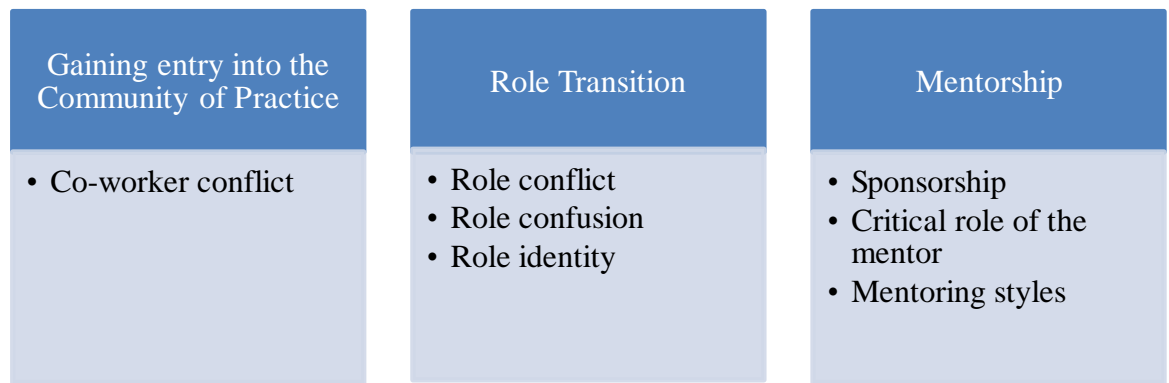 Gaining entry into the
Community of Practice
• Co-worker conflict
Role Transition
• Role conflict
• Role confusion
• Role identity
Mentorship
• Sponsorship
• Critical role of the
mentor
• Mentoring styles